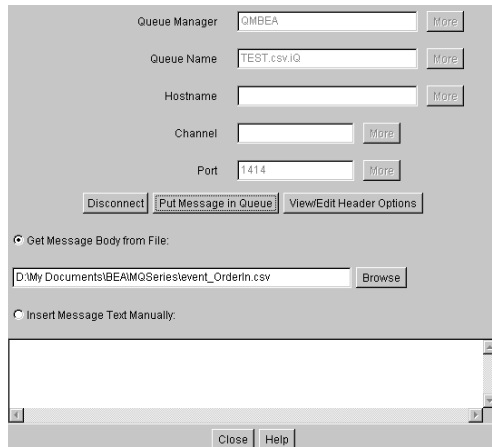 Queue Manager QMBEA More
Queue Name TEST.csv.iQ More
Hostname More
Channel More
Port 1414 More
Disconnect Put Message in Queue View/Edit Header Options
Get Message Body from File:
D:\My Documents\BEA\MQSeries\event_OrderIn.csv Browse
Insert Message Text Manually:
Close Help